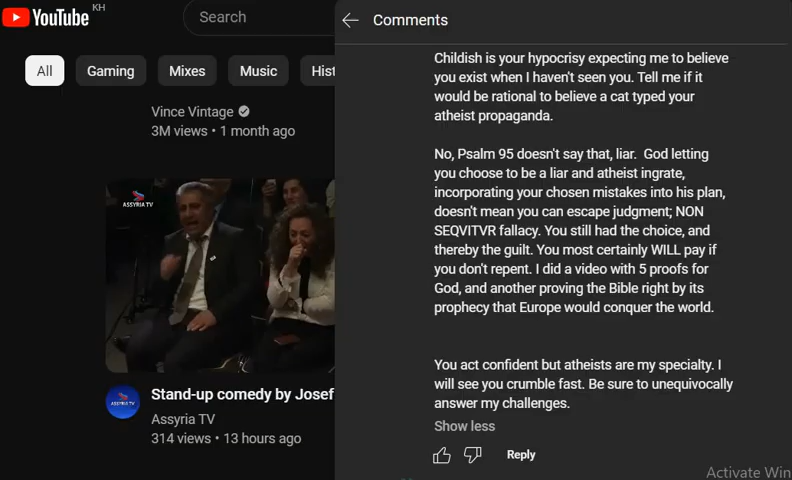 YouTube KH
Search
All
Gaming
Mixes
Music
Hist
Vince Vintage
3M views • 1 month ago
ASSYRIA TV
ASSYRIA TV
Stand-up comedy by Josef
Assyria TV
314 views • 13 hours ago
Comments
Childish is your hypocrisy expecting me to believe
you exist when I haven't seen you. Tell me if it
would be rational to believe a cat typed your
atheist propaganda.
No, Psalm 95 doesn't say that, liar.  God letting
you choose to be a liar and atheist ingrate,
incorporating your chosen mistakes into his plan,
doesn't mean you can escape judgment; NON
SEQVITVR fallacy. You still had the choice, and
thereby the guilt. You most certainly WILL pay if
you don't repent. I did a video with 5 proofs for
God, and another proving the Bible right by its
prophecy that Europe would conquer the world.
You act confident but atheists are my specialty. I
will see you crumble fast. Be sure to unequivocally
answer my challenges.
Show less
Reply
Activate Win